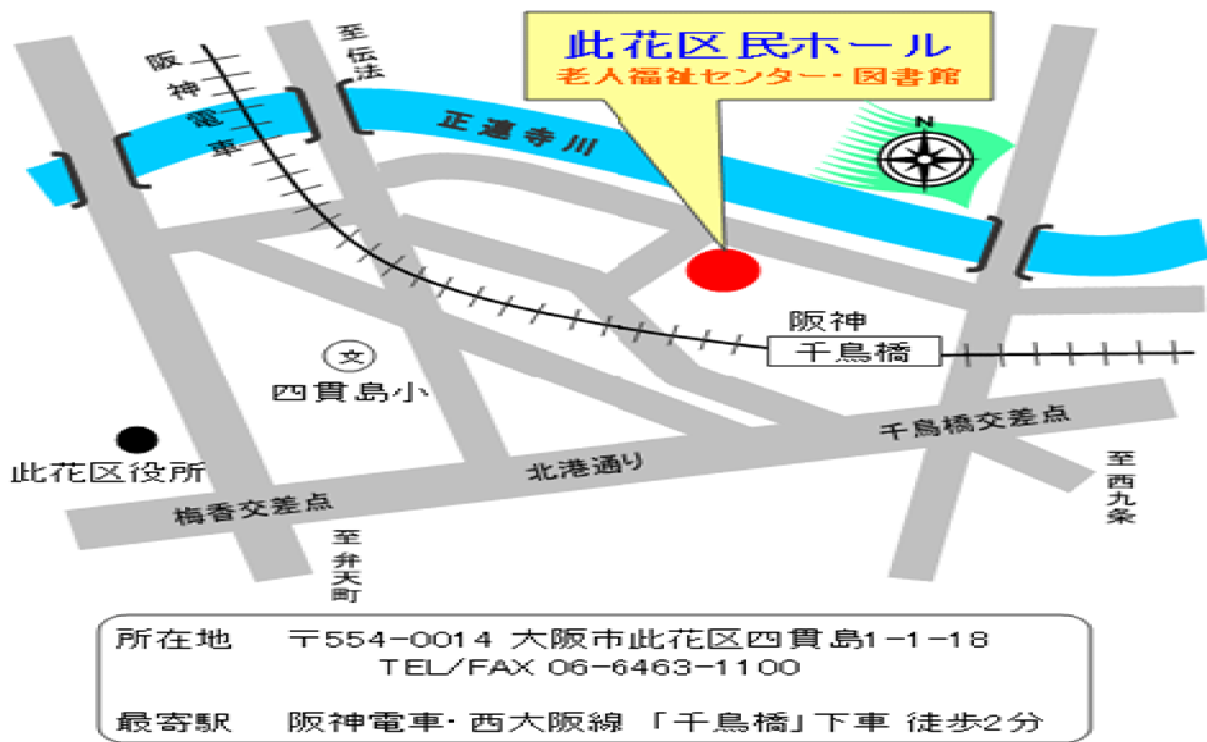 此花区民ホール
老人福祉センター・図書館
至伝法
阪神電車
正連寺川
N
阪神
千鳥橋
文
四貫島小
此花区役所
千鳥橋交差点
北港通り
梅香交差点
至西九条
至弁天町
所在地 〒554-0014 大阪市此花区四貫島1-1-18
TEL/FAX 06-6463-1100
最寄駅 阪神電車・西大阪線 「千鳥橋」下車 徒歩2分